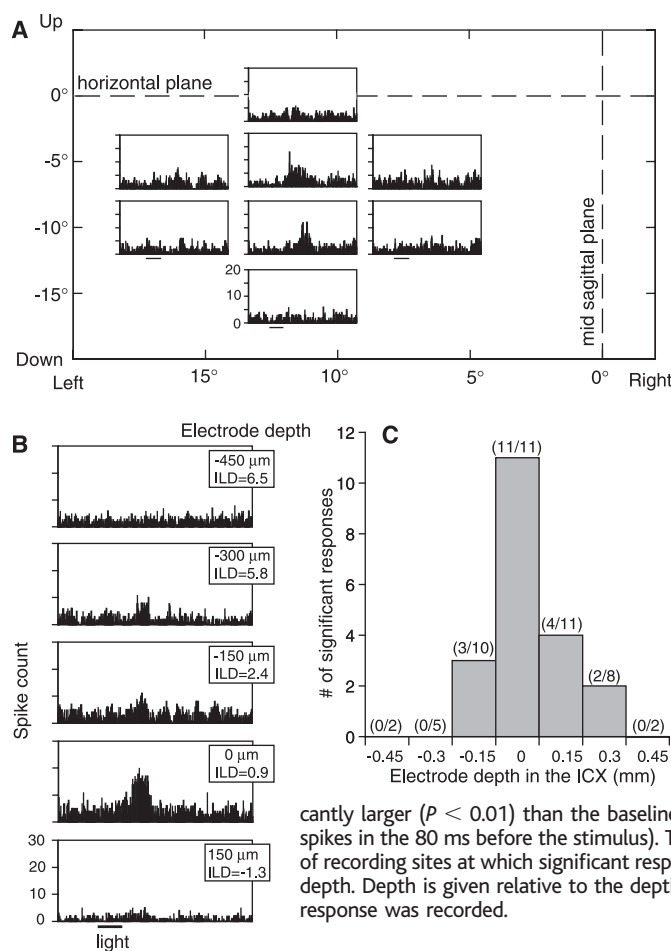 A
Up
horizontal plane
0°
-5°
-10°
-15°
20
10
0
mid sagittal plane
Down
Left
15°
10°
5°
0°
Right
B
Electrode depth
-450 μm
ILD=6.5
-300 μm
ILD=5.8
-150 μm
ILD=2.4
0 μm
ILD=0.9
150 μm
ILD=-1.3
Spike count
30
20
10
0
light
C
# of significant responses
12
10
8
6
4
2
0
(0/2)
(0/5)
(3/10)
(11/11)
(4/11)
(2/8)
(0/2)
-0.45 -0.3 -0.15 0 0.15 0.3 0.45
Electrode depth in the ICX (mm)
cantly larger (P < 0.01) than the baseline
spikes in the 80 ms before the stimulus). T
of recording sites at which significant resp
depth. Depth is given relative to the dept
response was recorded.